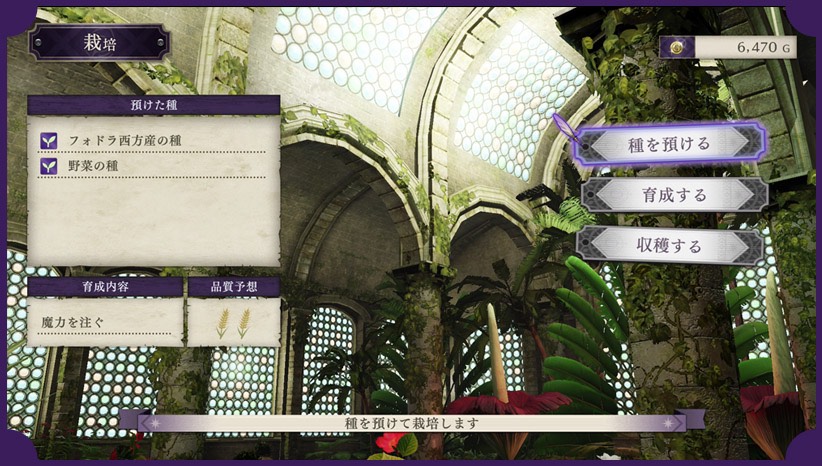 栽培
6,470 G
預けた種
フォドラ西方産の種
野菜の種
種を預ける
育成する
収穫する
育成内容
品質予想
魔力を注ぐ
種を預けて栽培します